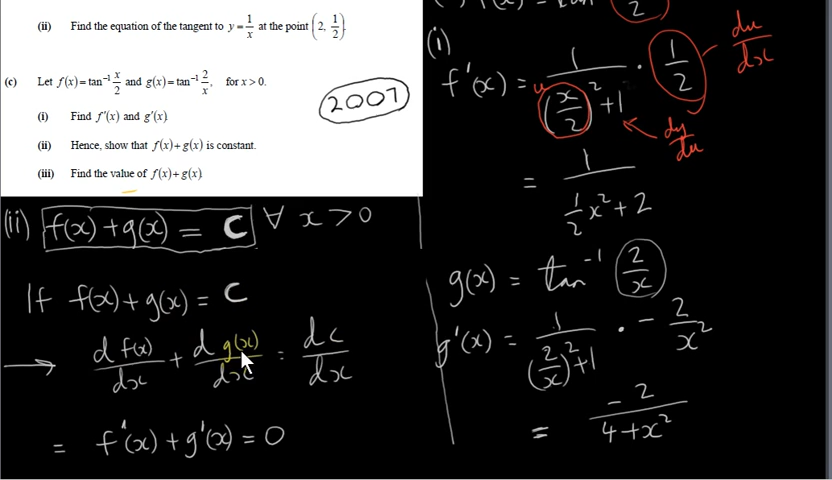 (ii) Find the equation of the tangent to y = 1/x at the point (2, 1/2)
(c) Let f(x) = tan⁻¹ x/2 and g(x) = tan⁻¹ 2/x, for x > 0.
2007
(i) Find f'(x) and g'(x)
(ii) Hence, show that f(x) + g(x) is constant.
(iii) Find the value of f(x) + g(x)
(ii) f(x) + g(x) = C ∀ x > 0
If f(x) + g(x) = C
→ d f(x)/dx + d g(x)/dx = dc/dx
= f'(x) + g'(x) = 0
2
(i)
f'(x) = 1/((x/2)² + 1) · 1/2
u
du/dx
dy/du
= 1/(1/2 x² + 2)
g(x) = tan⁻¹ (2/x)
g'(x) = 1/((2/x)² + 1) · - 2/x²
= -2/(4 + x²)